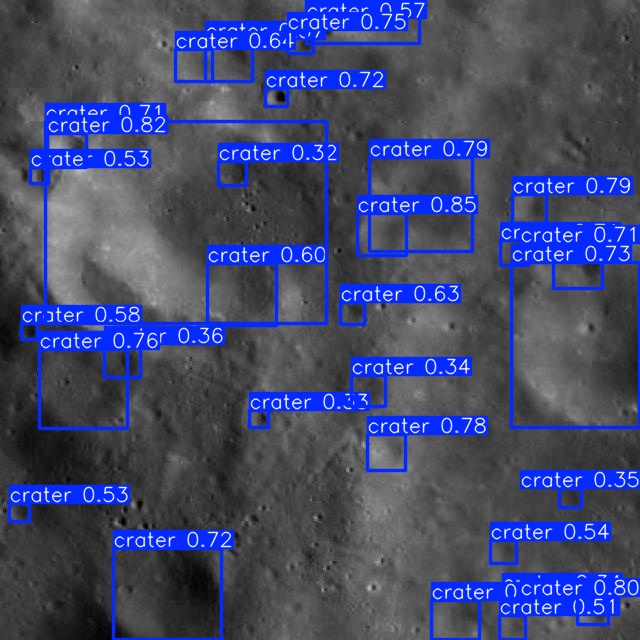 crater 0.57
crater 0.75
crater 0.64
crater 0.72
crater 0.71
crater 0.82
crater 0.53
crater 0.32
crater 0.79
crater 0.79
crater 0.85
0.71
crater 0.73
crater 0.60
crater 0.63
crater 0.58
0.36
crater 0.76
crater 0.34
crater 0.33
crater 0.78
crater 0.35
crater 0.53
crater 0.54
crater 0.72
crater 0.80
crater
crater 0.51